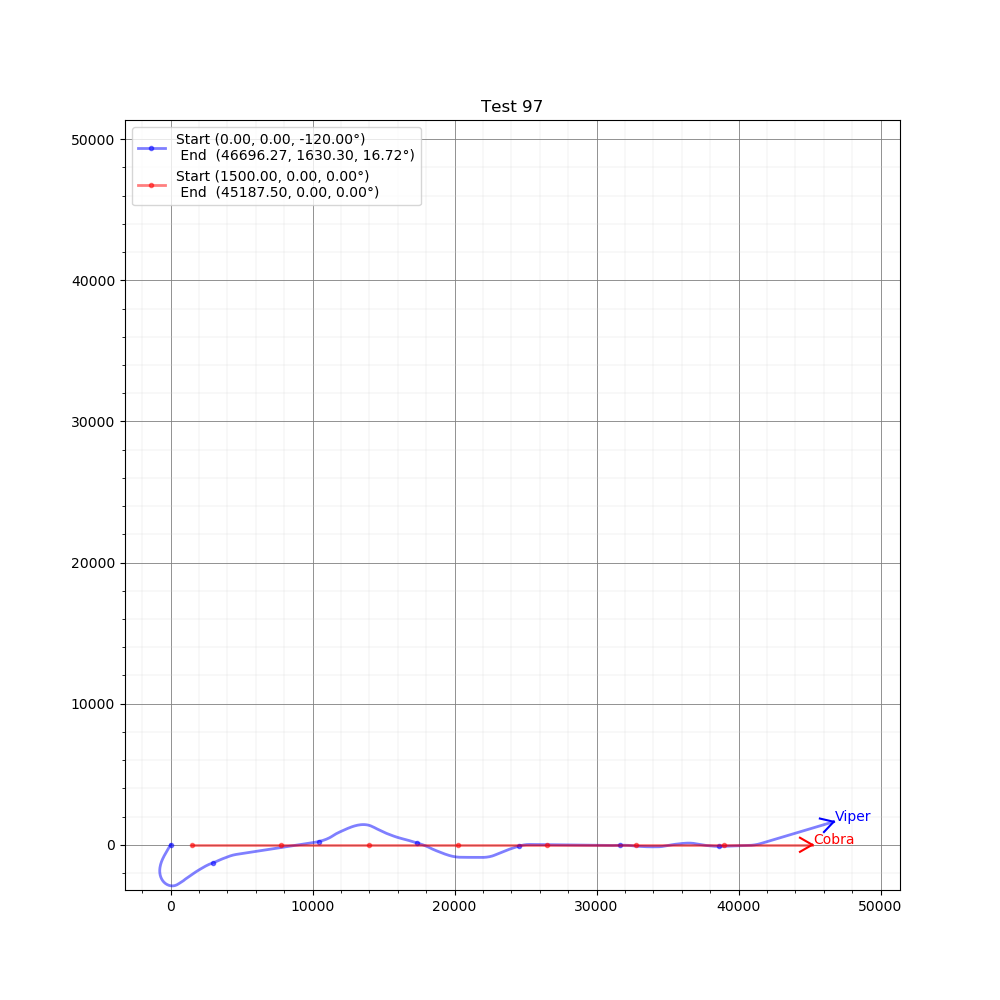 Test 97
Start (0.00, 0.00, -120.00°)
End (46696.27, 1630.30, 16.72°)
Start (1500.00, 0.00, 0.00°)
End (45187.50, 0.00, 0.00°)
50000
40000
30000
20000
10000
0
Viper
Cobra
0 10000 20000 30000 40000 50000